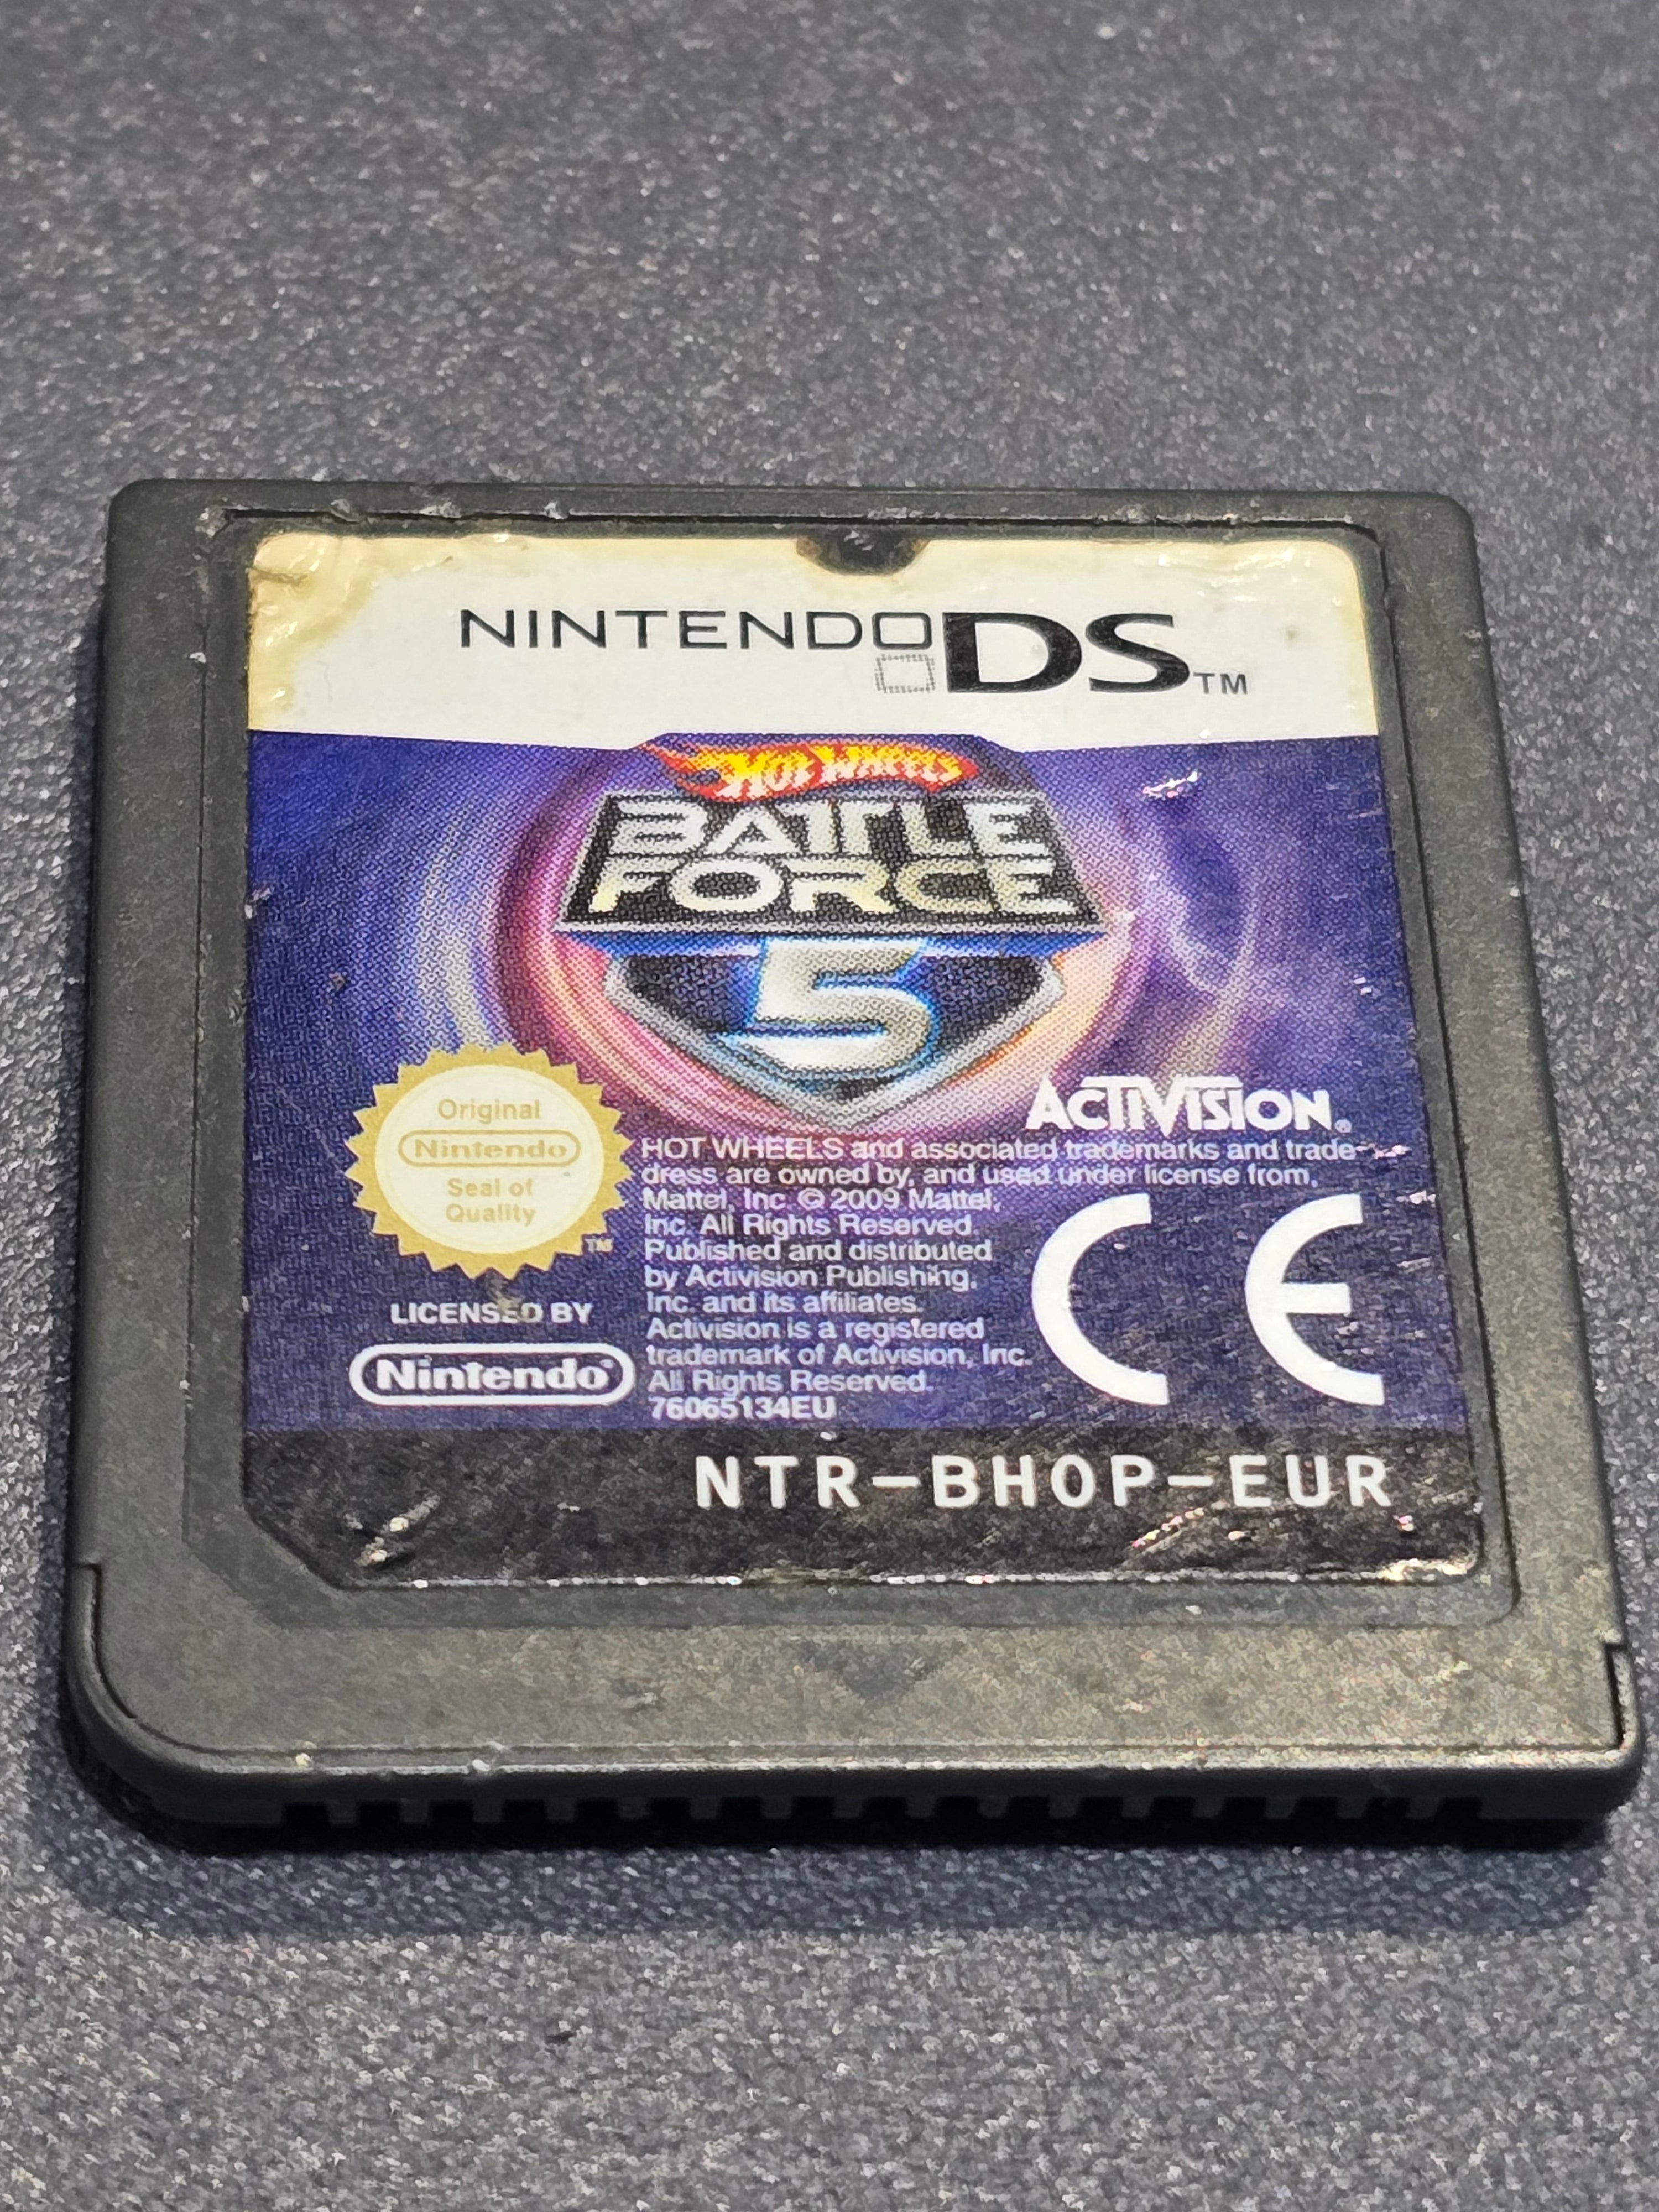 NINTENDO DS™
HOT WHEELS
BATTLE
FORCE
5
ACTIVISION®
Original
Nintendo
Seal of
Quality
TM
LICENSED BY
Nintendo®
HOT WHEELS and associated trademarks and trade-
dress are owned by, and used under license from,
Mattel, Inc. © 2009 Mattel,
Inc. All Rights Reserved.
Published and distributed
by Activision Publishing,
Inc. and its affiliates.
Activision is a registered
trademark of Activision, Inc.
All Rights Reserved.
76065134EU
CE
NTR-BHOP-EUR